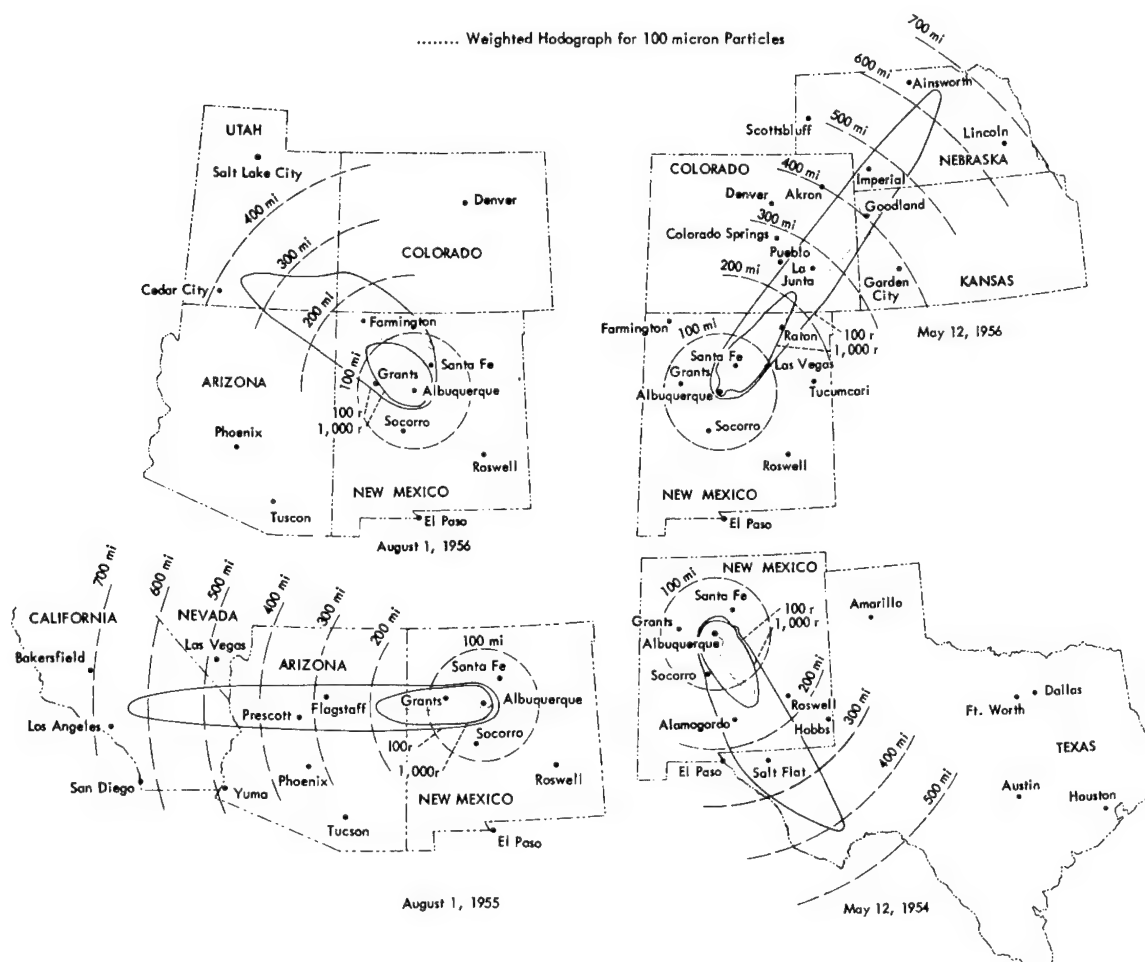 ........ Weighted Hodograph for 100 micron Particles
UTAH
Salt Lake City
400 mi
300 mi
200 mi
Cedar City
Denver
COLORADO
Farmington
100 mi
Santa Fe
Grants
Albuquerque
ARIZONA
100 r
1,000 r
Socorro
Phoenix
Roswell
NEW MEXICO
Tuscon
El Paso
August 1, 1956
700 mi
600 mi
Ainsworth
500 mi
Scottsbluff
Lincoln
NEBRASKA
COLORADO
400 mi
Imperial
Akron
Denver
Goodland
300 mi
Colorado Springs
Pueblo
La
Junta
200 mi
Garden
City
KANSAS
Farmington
100 mi
Raton
100 r
1,000 r
May 12, 1956
Santa Fe
Grants
Las Vegas
Albuquerque
Tucumcari
Socorro
Roswell
NEW MEXICO
El Paso
700 mi
600 mi
500 mi
400 mi
300 mi
200 mi
100 mi
CALIFORNIA
NEVADA
Las Vegas
Bakersfield
ARIZONA
Santa Fe
Grants
Albuquerque
Prescott
Flagstaff
Los Angeles
100r
1,000r
Socorro
San Diego
Yuma
Phoenix
Roswell
NEW MEXICO
Tucson
El Paso
August 1, 1955
NEW MEXICO
100 mi
Santa Fe
100 r
1,000 r
Amarillo
Grants
Albuquerque
Socorro
200 mi
Roswell
300 mi
Hobbs
Alamogordo
Dallas
Ft. Worth
TEXAS
El Paso
Salt Flat
400 mi
500 mi
Austin
Houston
May 12, 1954